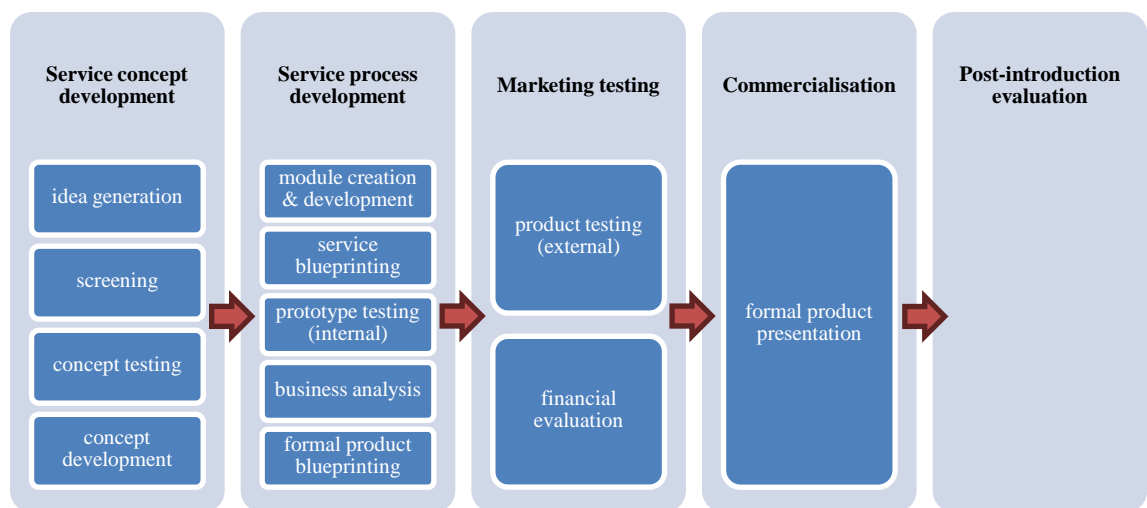 Service concept
development
idea generation
screening
concept testing
concept
development
Service process
development
module creation
& development
service
blueprinting
prototype testing
(internal)
business analysis
formal product
blueprinting
Marketing testing
product testing
(external)
financial
evaluation
Commercialisation
formal product
presentation
Post-introduction
evaluation